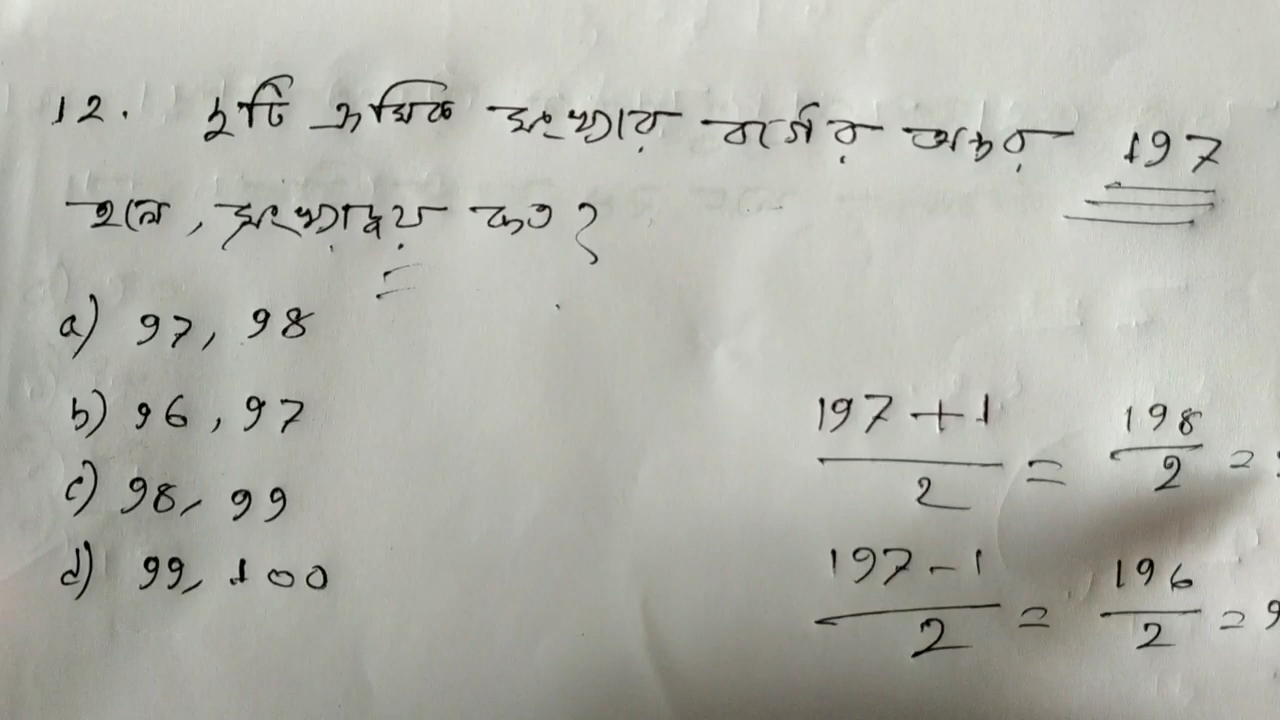 12. দুটি ক্রমিক সংখ্যার বর্গের অন্তর 197
হলে, সংখ্যাদ্বয় কত?
a) 97, 98
b) 96, 97
c) 98, 99
d) 99, 100
197 + 1 / 2 = 198 / 2 =
197 - 1 / 2 = 196 / 2 = 9